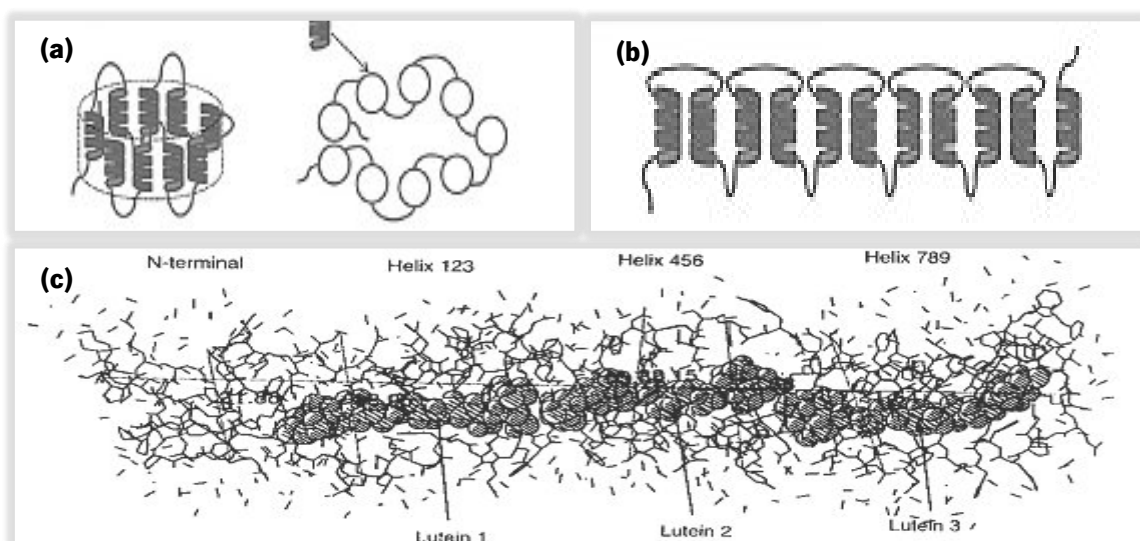 (a)
(b)
(c)
N-terminal
Helix 123
Helix 456
Helix 789
Lutein 1
Lutein 2
Lutein 3